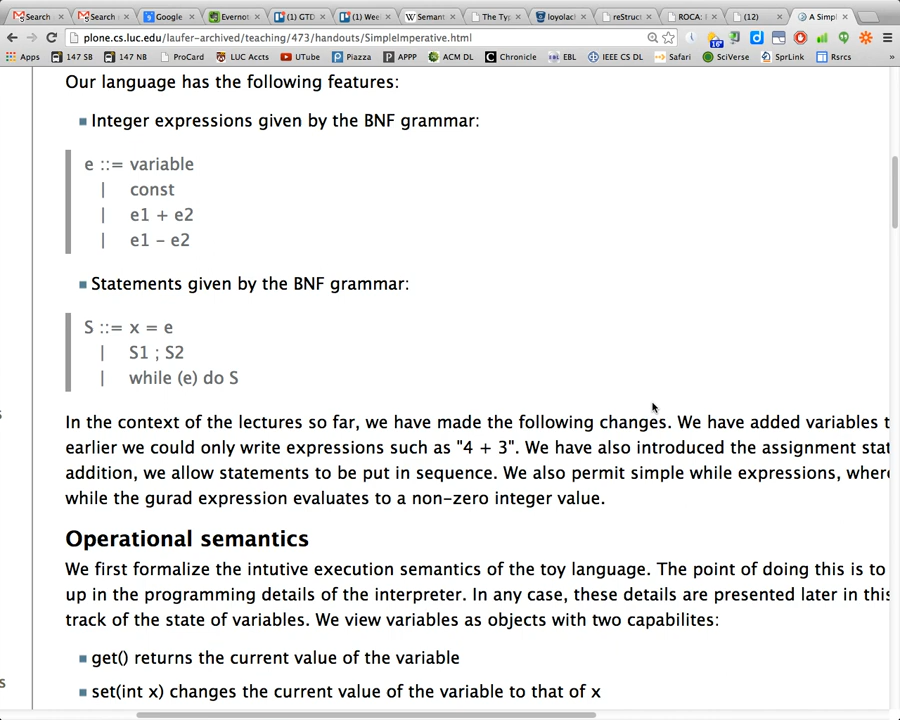 Search
Search
Google
Evernot
(1) GTD
(1) Wee
Semant
The Ty
loyolacl
reStruct
ROCA:
(12)
A Simpl
plone.cs.luc.edu/laufer-archived/teaching/473/handouts/SimpleImperative.html
Apps 147 SB 147 NB ProCard LUC Accts UTube Piazza APPP ACM DL Chronicle EBL IEEE CS DL Safari SciVerse SprLink Rsrcs »
Our language has the following features:
Integer expressions given by the BNF grammar:
e ::= variable
| const
| e1 + e2
| e1 - e2
Statements given by the BNF grammar:
S ::= x = e
| S1 ; S2
| while (e) do S
In the context of the lectures so far, we have made the following changes. We have added variables t
earlier we could only write expressions such as "4 + 3". We have also introduced the assignment stat
addition, we allow statements to be put in sequence. We also permit simple while expressions, where
while the gurad expression evaluates to a non-zero integer value.
Operational semantics
We first formalize the intutive execution semantics of the toy language. The point of doing this is to
up in the programming details of the interpreter. In any case, these details are presented later in this
track of the state of variables. We view variables as objects with two capabilites:
get() returns the current value of the variable
set(int x) changes the current value of the variable to that of x